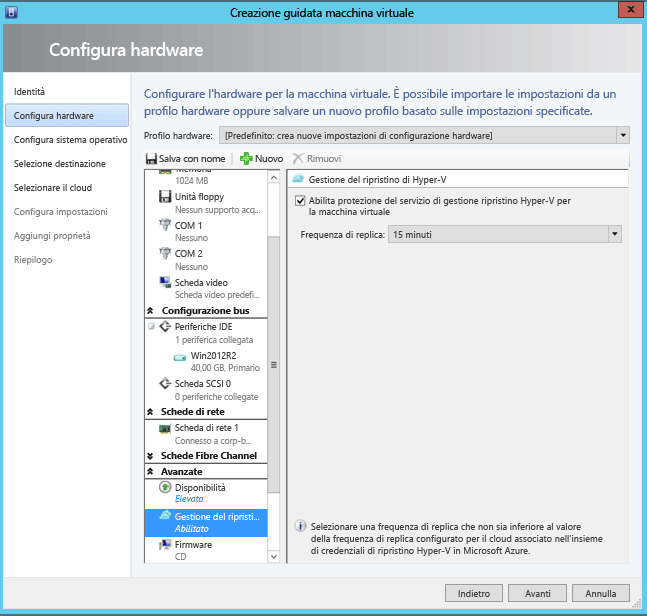 Creazione guidata macchina virtuale
Configura hardware
Identità
Configura hardware
Configura sistema operativo
Selezione destinazione
Selezionare il cloud
Configura impostazioni
Aggiungi proprietà
Riepilogo
Configurare l'hardware per la macchina virtuale. È possibile importare le impostazioni da un
profilo hardware oppure salvare un nuovo profilo basato sulle impostazioni specificate.
Profilo hardware: [Predefinito: crea nuove impostazioni di configurazione hardware]
Salva con nome Nuovo Rimuovi
Memoria
1024 MB
Unità floppy
Nessun supporto acq...
COM 1
Nessuno
COM 2
Nessuno
Scheda video
Scheda video predefi...
Configurazione bus
Periferiche IDE
1 periferica collegata
Win2012R2
40,00 GB, Primario
Scheda SCSI 0
0 periferiche collegate
Schede di rete
Scheda di rete 1
Connesso a corp-b...
Schede Fibre Channel
Avanzate
Disponibilità
Elevata
Gestione del ripristi...
Abilitato
Firmware
CD
Gestione del ripristino di Hyper-V
Abilita protezione del servizio di gestione ripristino Hyper-V per
la macchina virtuale
Frequenza di replica: 15 minuti
Selezionare una frequenza di replica che non sia inferiore al valore
della frequenza di replica configurato per il cloud associato nell'insieme
di credenziali di ripristino Hyper-V in Microsoft Azure.
Indietro Avanti Annulla